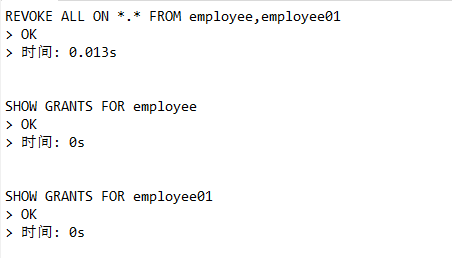 REVOKE ALL ON *.* FROM employee,employee01
> OK
> 时间: 0.013s
SHOW GRANTS FOR employee
> OK
> 时间: 0s
SHOW GRANTS FOR employee01
> OK
> 时间: 0s